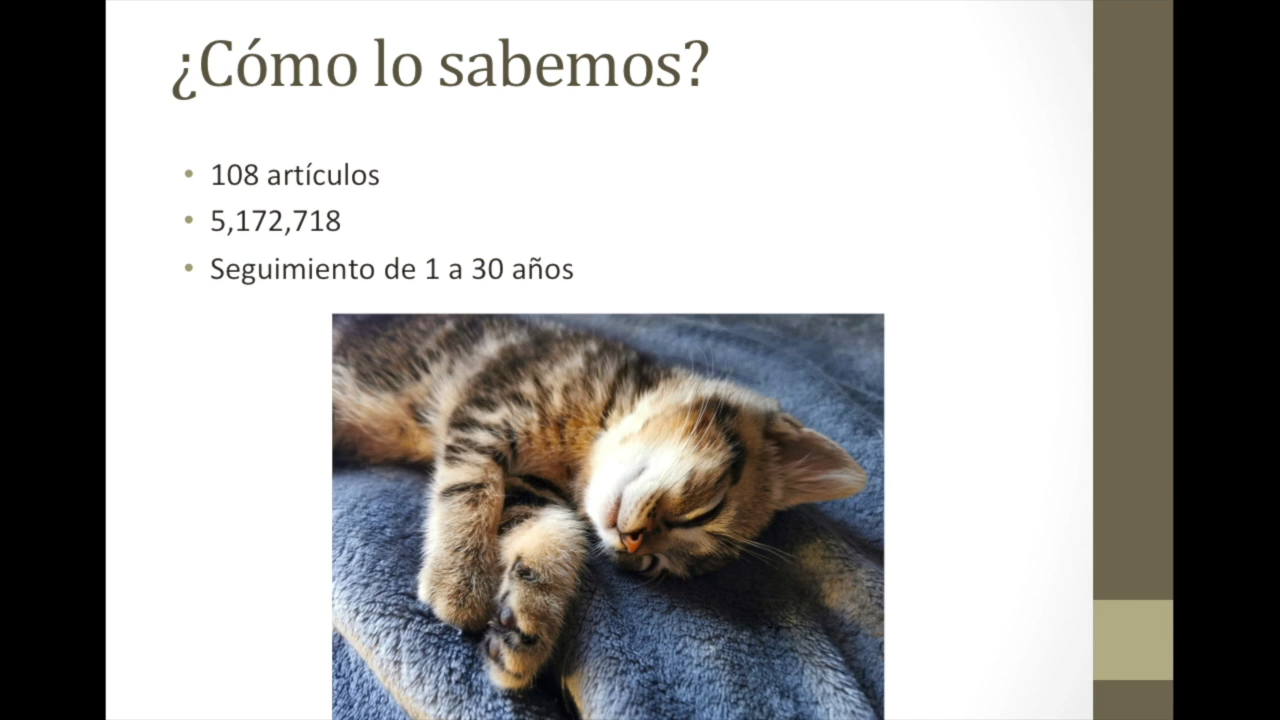 ¿Cómo lo sabemos?
• 108 artículos
• 5,172,718
• Seguimiento de 1 a 30 años